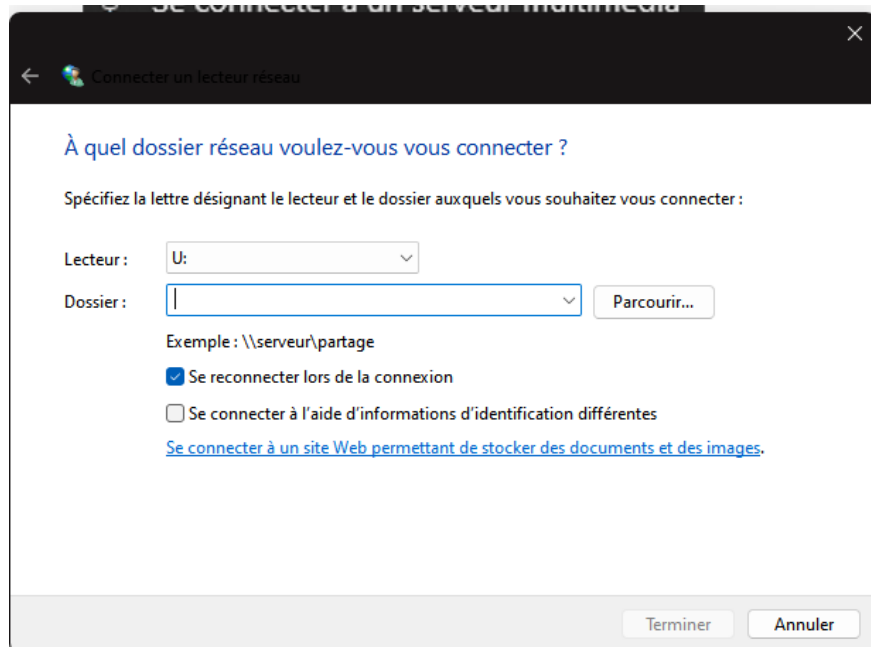 Se connecter à un serveur multimédia
Connecter un lecteur réseau
À quel dossier réseau voulez-vous vous connecter ?
Spécifiez la lettre désignant le lecteur et le dossier auxquels vous souhaitez vous connecter :
Lecteur : U:
Dossier : Parcourir...
Exemple : \\serveur\partage
Se reconnecter lors de la connexion
Se connecter à l'aide d'informations d'identification différentes
Se connecter à un site Web permettant de stocker des documents et des images.
Terminer Annuler